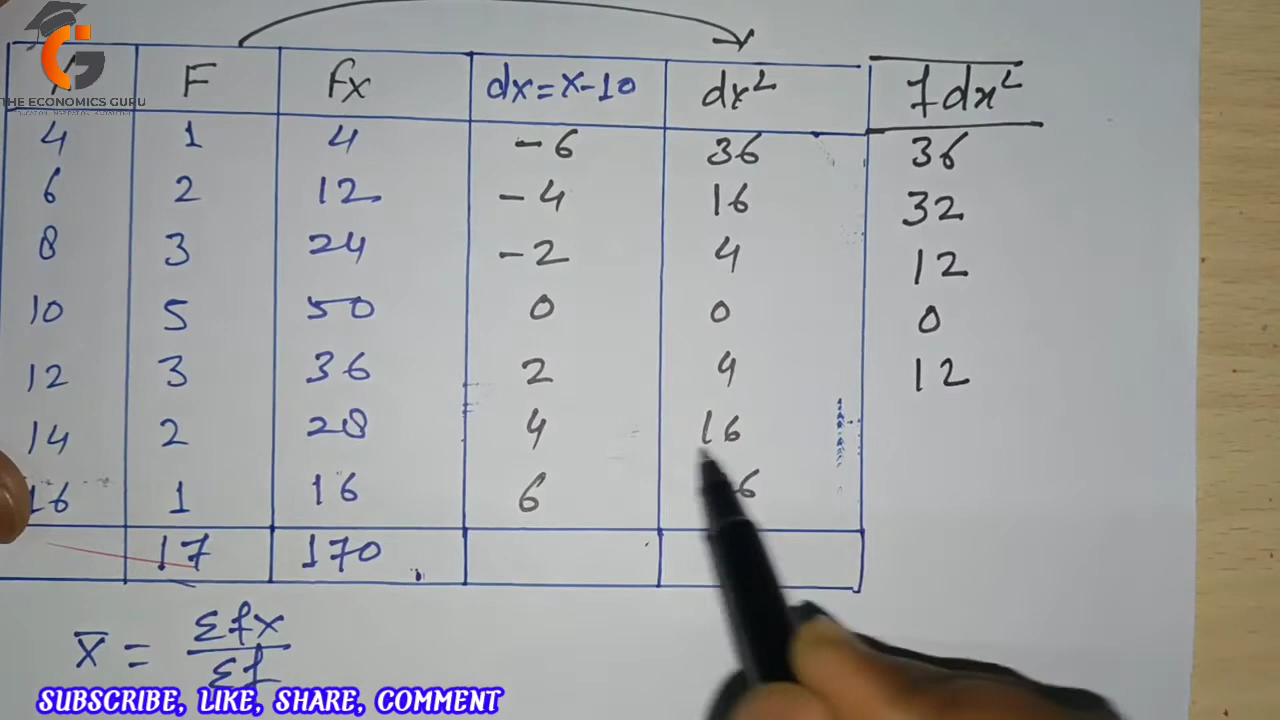 THE ECONOMICS GURU
F fx dx=x-10 dx² fdx²
4 1 4 -6 36 36
6 2 12 -4 16 32
8 3 24 -2 4 12
10 5 50 0 0 0
12 3 36 2 4 12
14 2 28 4 16
16 1 16 6
17 170
x̄ = Σfx
Σf
SUBSCRIBE, LIKE, SHARE, COMMENT